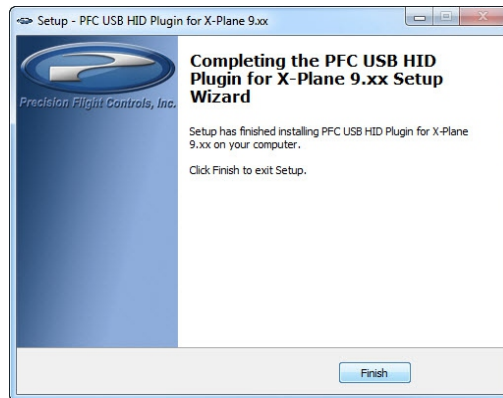 Setup - PFC USB HID Plugin for X-Plane 9.xx
Precision Flight Controls, Inc.
Completing the PFC USB HID
Plugin for X-Plane 9.xx Setup
Wizard
Setup has finished installing PFC USB HID Plugin for X-Plane
9.xx on your computer.
Click Finish to exit Setup.
Finish